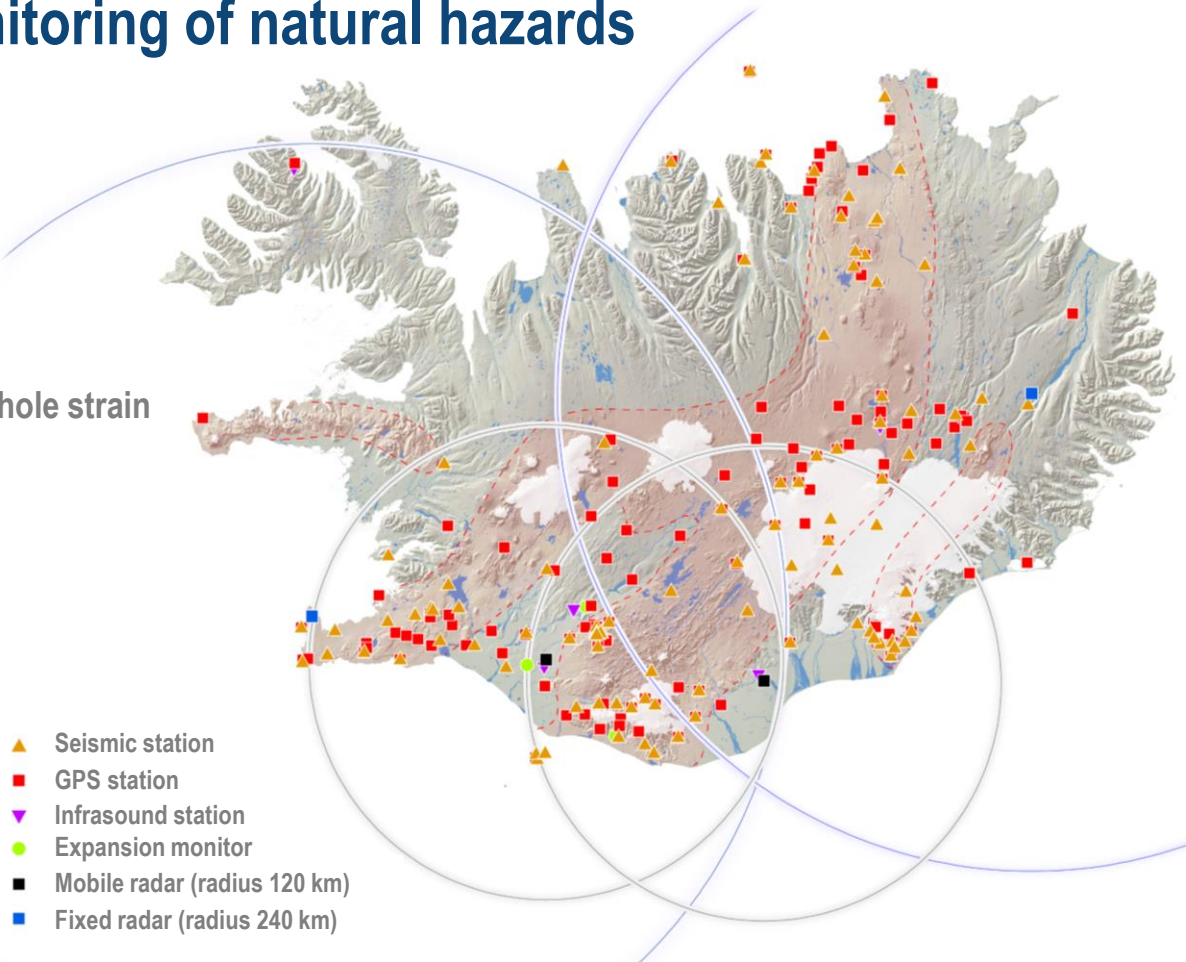 nitoring of natural hazards
hole strain
Seismic station
GPS station
Infrasound station
Expansion monitor
Mobile radar (radius 120 km)
Fixed radar (radius 240 km)